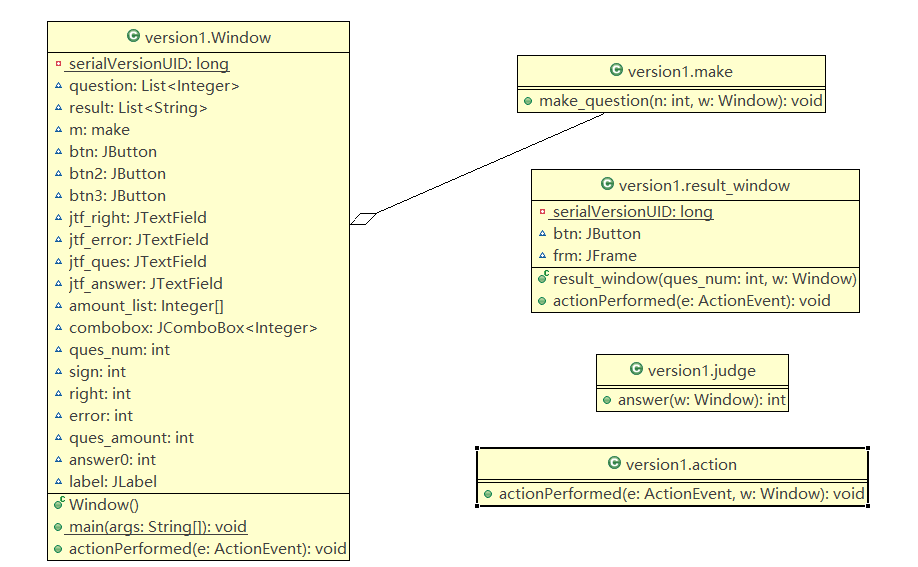 version1.Window
serialVersionUID: long
question: List<Integer>
result: List<String>
m: make
btn: JButton
btn2: JButton
btn3: JButton
jtf_right: JTextField
jtf_error: JTextField
jtf_ques: JTextField
jtf_answer: JTextField
amount_list: Integer[]
combobox: JComboBox<Integer>
ques_num: int
sign: int
right: int
error: int
ques_amount: int
answer0: int
label: JLabel
Window()
main(args: String[]): void
actionPerformed(e: ActionEvent): void
version1.make
make_question(n: int, w: Window): void
version1.result_window
serialVersionUID: long
btn: JButton
frm: JFrame
result_window(ques_num: int, w: Window)
actionPerformed(e: ActionEvent): void
version1.judge
answer(w: Window): int
version1.action
actionPerformed(e: ActionEvent, w: Window): void